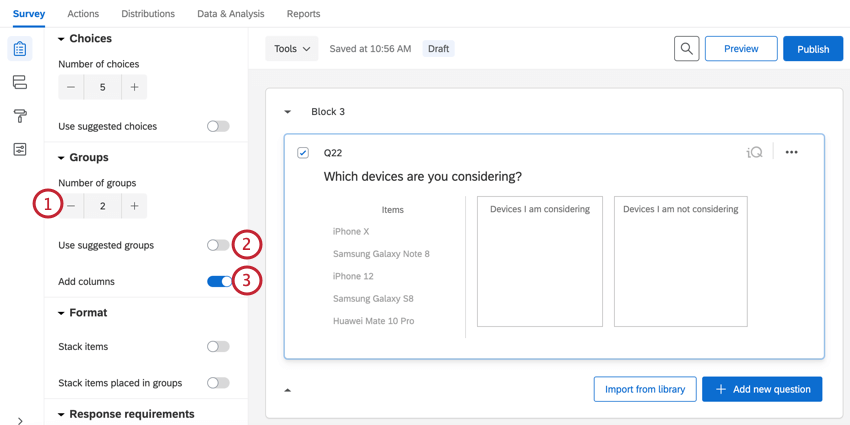 Survey Actions Distributions Data & Analysis Reports
Choices
Number of choices
− 5 +
Use suggested choices
Groups
Number of groups
1 − 2 +
Use suggested groups 2
Add columns 3
Format
Stack items
Stack items placed in groups
Response requirements
Tools Saved at 10:56 AM Draft Preview Publish
Block 3
Q22 iQ •••
Which devices are you considering?
Items
iPhone X
Samsung Galaxy Note 8
iPhone 12
Samsung Galaxy S8
Huawei Mate 10 Pro
Devices I am considering
Devices I am not considering
Import from library + Add new question